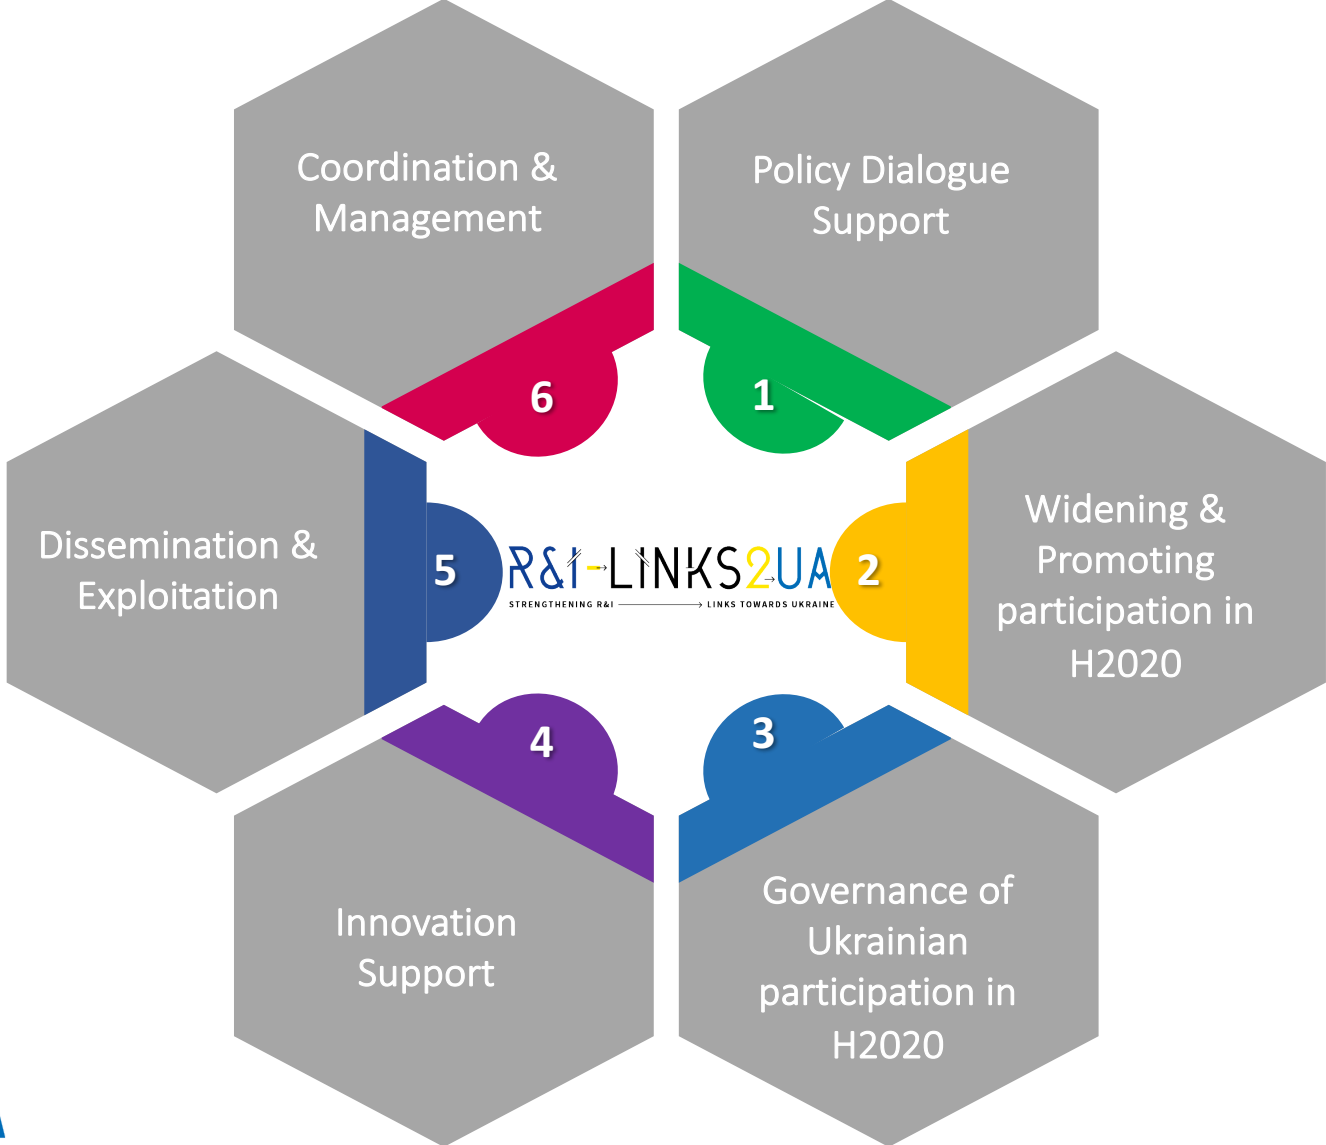 Coordination &
Management
6
Policy Dialogue
Support
1
Widening &
Promoting
participation in
H2020
2
Dissemination &
Exploitation
5
R&I-LINKS2UA
STRENGTHENING R&I LINKS TOWARDS UKRAINE
4
Innovation
Support
3
Governance of
Ukrainian
participation in
H2020